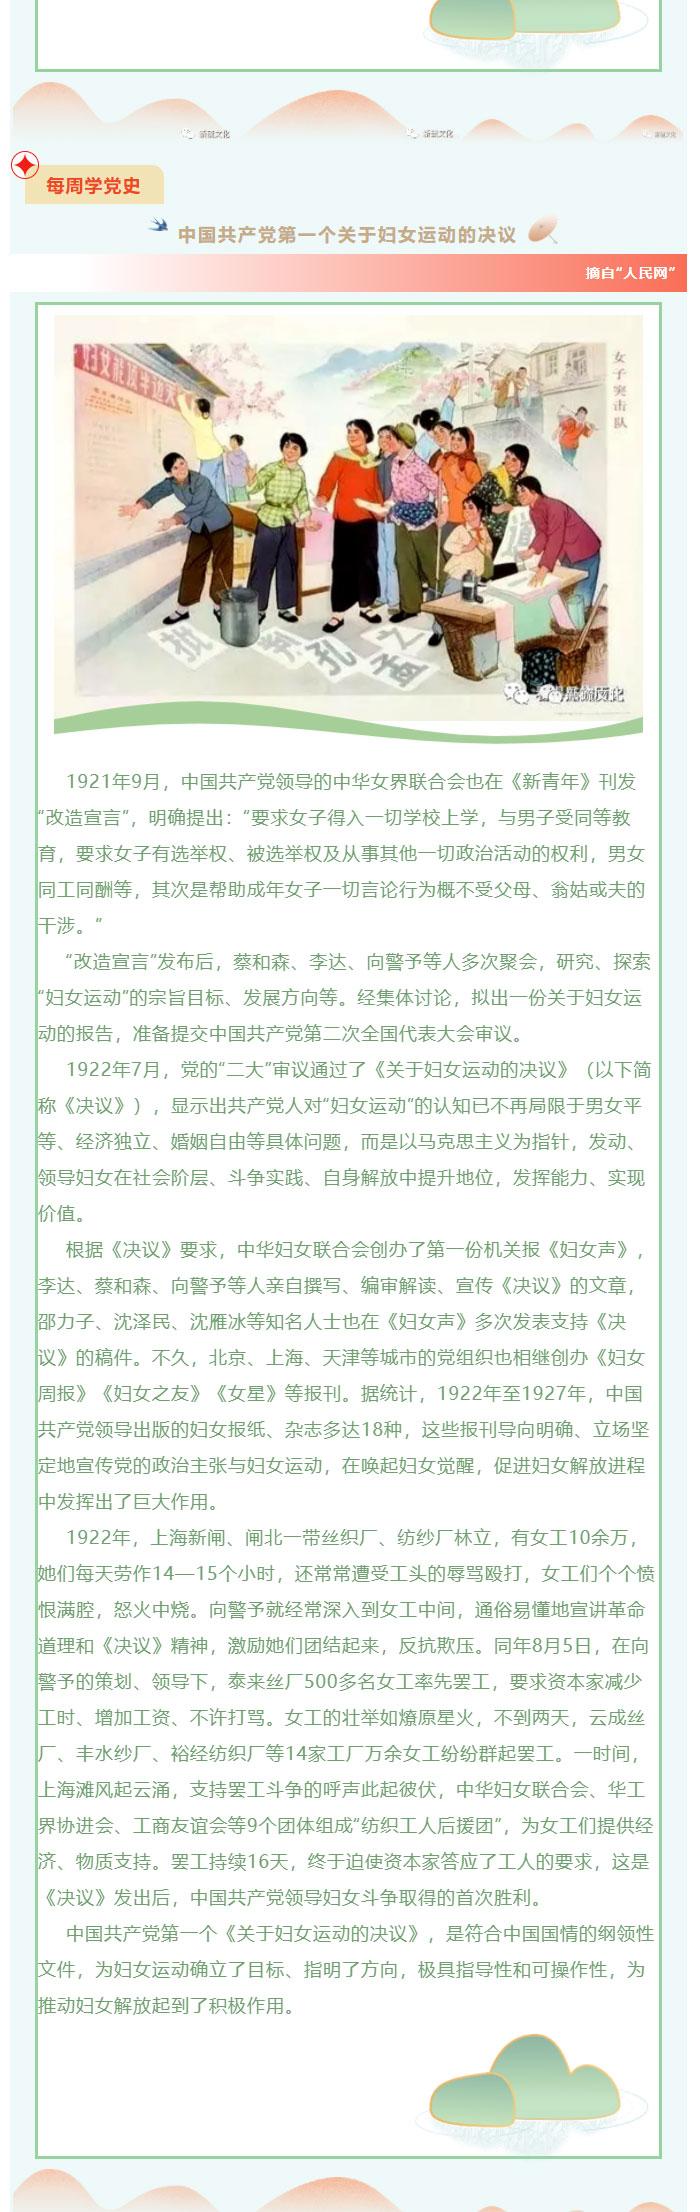 新疆文化
新疆文化
新疆文化
每周学党史
中国共产党第一个关于妇女运动的决议
摘自“人民网”
妇女能顶半边天
女子突击队
批
孔
孟
之
道
1921年9月，中国共产党领导的中华女界联合会也在《新青年》刊发
“改造宣言”，明确提出：“要求女子得入一切学校上学，与男子受同等教
育，要求女子有选举权、被选举权及从事其他一切政治活动的权利，男女
同工同酬等，其次是帮助成年女子一切言论行为概不受父母、翁姑或夫的
干涉。”
“改造宣言”发布后，蔡和森、李达、向警予等人多次聚会，研究、探索
“妇女运动”的宗旨目标、发展方向等。经集体讨论，拟出一份关于妇女运
动的报告，准备提交中国共产党第二次全国代表大会审议。
1922年7月，党的“二大”审议通过了《关于妇女运动的决议》（以下简
称《决议》），显示出共产党人对“妇女运动”的认知已不再局限于男女平
等、经济独立、婚姻自由等具体问题，而是以马克思主义为指针，发动、
领导妇女在社会阶层、斗争实践、自身解放中提升地位，发挥能力、实现
价值。
根据《决议》要求，中华妇女联合会创办了第一份机关报《妇女声》，
李达、蔡和森、向警予等人亲自撰写、编审解读、宣传《决议》的文章，
邵力子、沈泽民、沈雁冰等知名人士也在《妇女声》多次发表支持《决
议》的稿件。不久，北京、上海、天津等城市的党组织也相继创办《妇女
周报》《妇女之友》《女星》等报刊。据统计，1922年至1927年，中国
共产党领导出版的妇女报纸、杂志多达18种，这些报刊导向明确、立场坚
定地宣传党的政治主张与妇女运动，在唤起妇女觉醒，促进妇女解放进程
中发挥出了巨大作用。
1922年，上海新闸、闸北一带丝织厂、纺纱厂林立，有女工10余万，
她们每天劳作14—15个小时，还常常遭受工头的辱骂殴打，女工们个个愤
恨满腔，怒火中烧。向警予就经常深入到女工中间，通俗易懂地宣讲革命
道理和《决议》精神，激励她们团结起来，反抗欺压。同年8月5日，在向
警予的策划、领导下，泰来丝厂500多名女工率先罢工，要求资本家减少
工时、增加工资、不许打骂。女工的壮举如燎原星火，不到两天，云成丝
厂、丰水纱厂、裕经纺织厂等14家工厂万余女工纷纷群起罢工。一时间，
上海滩风起云涌，支持罢工斗争的呼声此起彼伏，中华妇女联合会、华工
界协进会、工商友谊会等9个团体组成“纺织工人后援团”，为女工们提供经
济、物质支持。罢工持续16天，终于迫使资本家答应了工人的要求，这是
《决议》发出后，中国共产党领导妇女斗争取得的首次胜利。
中国共产党第一个《关于妇女运动的决议》，是符合中国国情的纲领性
文件，为妇女运动确立了目标、指明了方向，极具指导性和可操作性，为
推动妇女解放起到了积极作用。